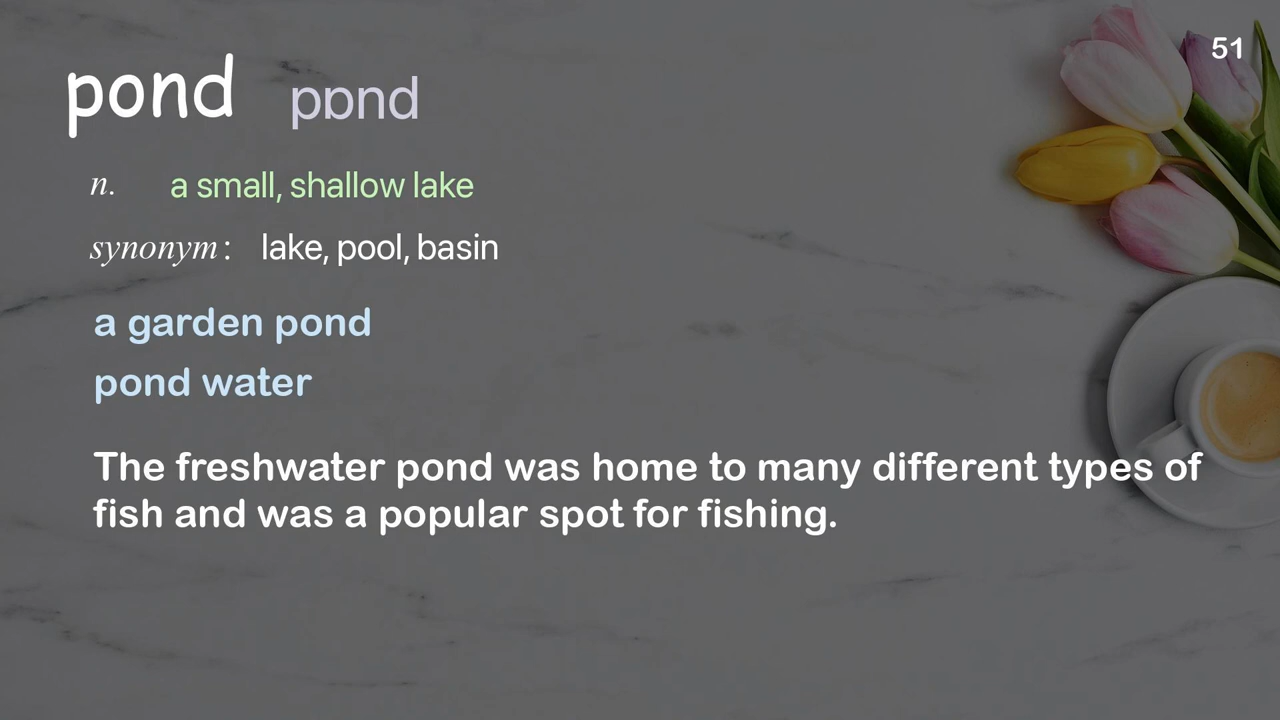 51
pond pɒnd
n. a small, shallow lake
synonym: lake, pool, basin
a garden pond
pond water
The freshwater pond was home to many different types of
fish and was a popular spot for fishing.